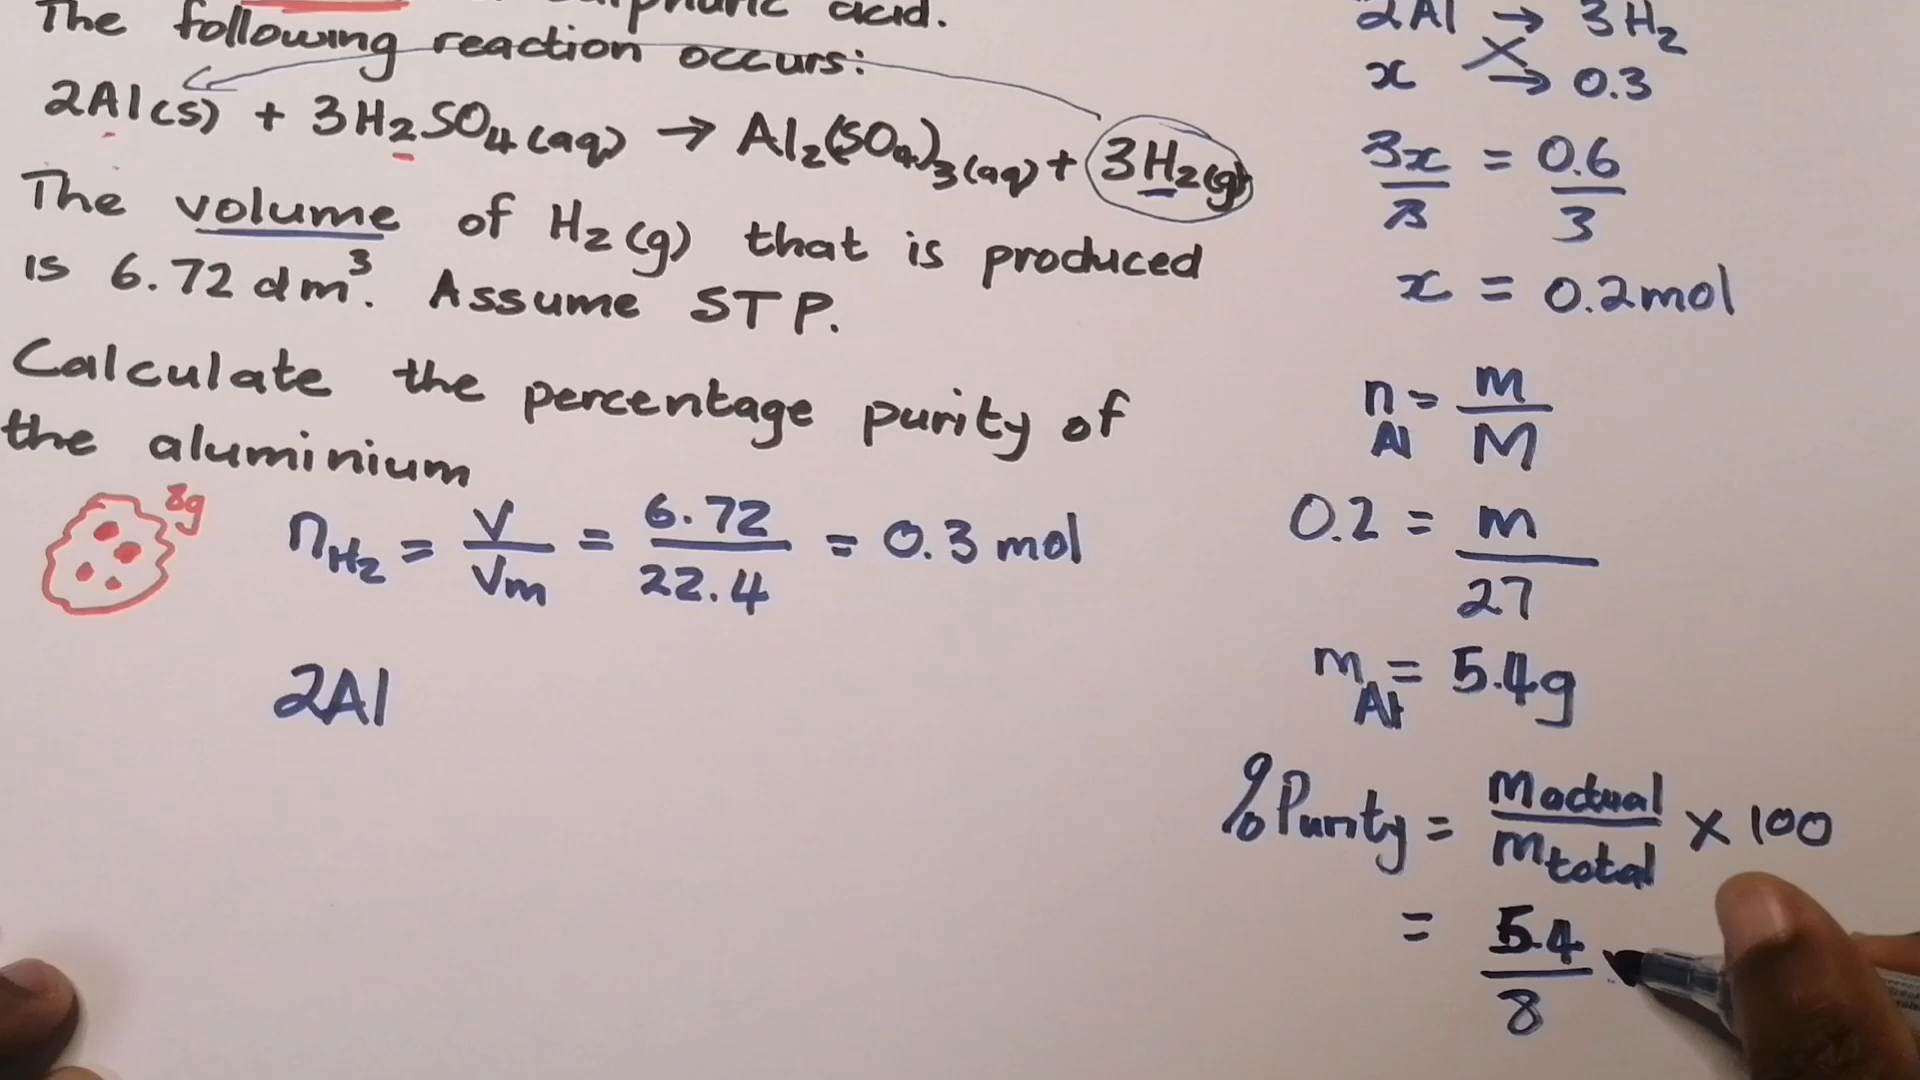 acid.
The following reaction occurs:
2Al(s) + 3H2SO4(aq) → Al2(SO4)3(aq) + 3H2(g)
The volume of H2(g) that is produced
is 6.72 dm³. Assume STP.
Calculate the percentage purity of
the aluminium
8g
nH2 = V/Vm = 6.72/22.4 = 0.3 mol
2Al
2Al → 3H2
x → 0.3
3x/3 = 0.6/3
x = 0.2mol
nAl = m/M
0.2 = m/27
mAl = 5.4g
%Purity = mactual/mtotal × 100
= 5.4/8